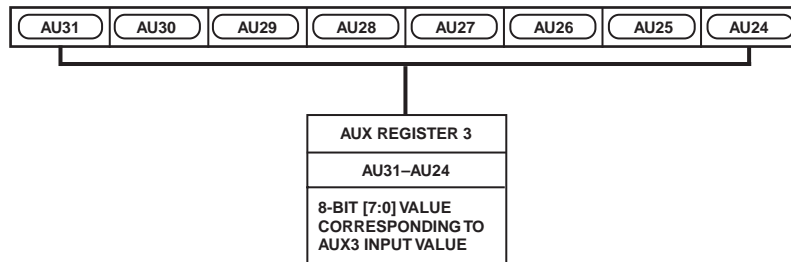 AU31 AU30 AU29 AU28 AU27 AU26 AU25 AU24
AUX REGISTER 3
AU31–AU24
8-BIT [7:0] VALUE
CORRESPONDING TO
AUX3 INPUT VALUE